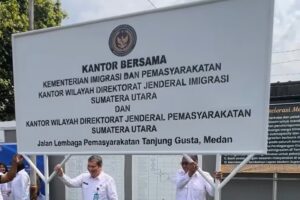 KANTOR BERSAMA
KEMENTERIAN IMIGRASI DAN PEMASYARAKATAN
KANTOR WILAYAH DIREKTORAT JENDERAL IMIGRASI
SUMATERA UTARA
DAN
KANTOR WILAYAH DIREKTORAT JENDERAL PEMASYARAKATAN
SUMATERA UTARA
Jalan Lembaga Pemasyarakatan Tanjung Gusta, Medan